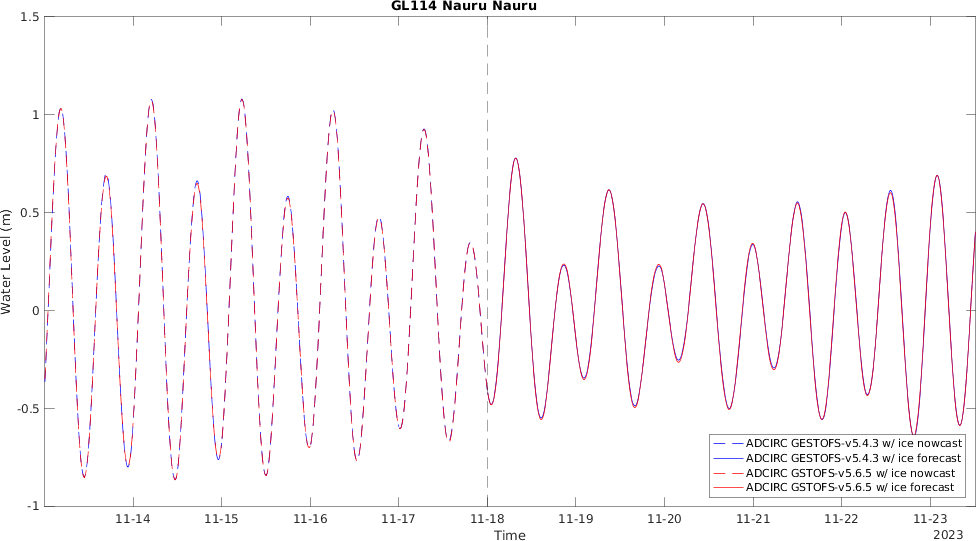 GL114 Nauru Nauru
1.5
1
0.5
0
-0.5
-1
Water Level (m)
11-14 11-15 11-16 11-17 11-18 11-19 11-20 11-21 11-22 11-23
Time
2023
ADCIRC GESTOFS-v5.4.3 w/ ice nowcast
ADCIRC GESTOFS-v5.4.3 w/ ice forecast
ADCIRC GSTOFS-v5.6.5 w/ ice nowcast
ADCIRC GSTOFS-v5.6.5 w/ ice forecast